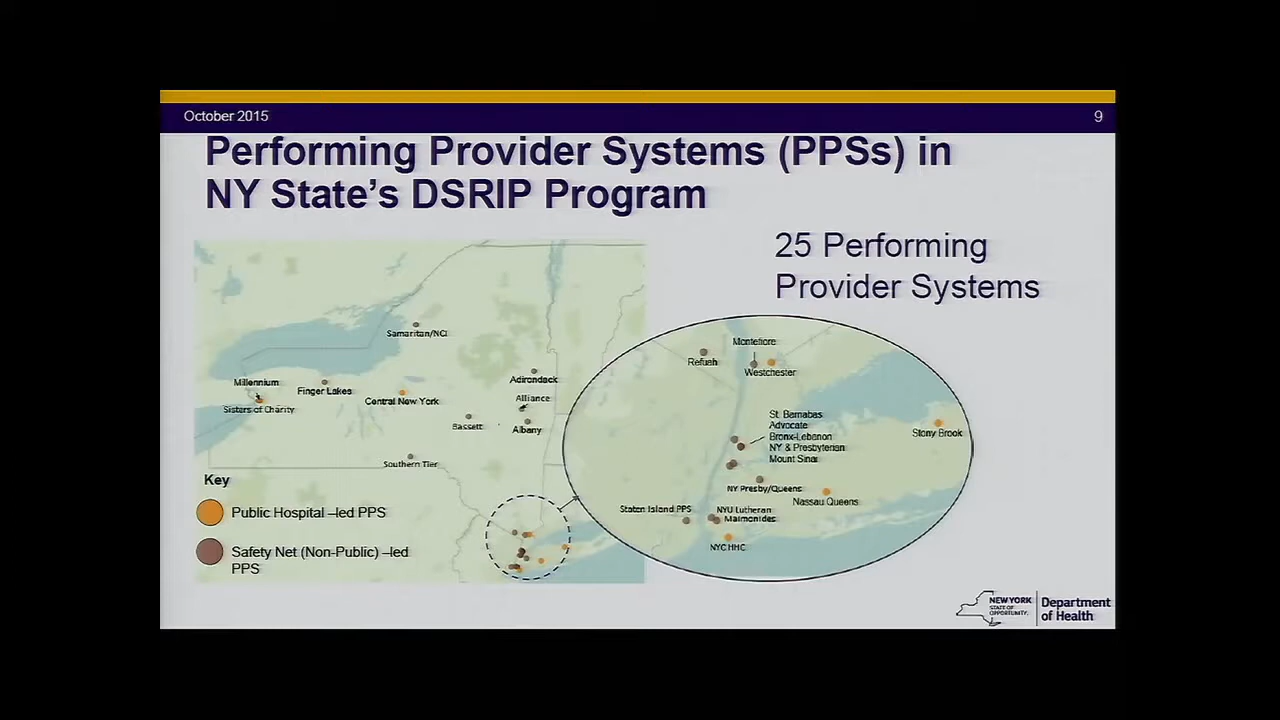 October 2015
9
Performing Provider Systems (PPSs) in
NY State’s DSRIP Program
25 Performing
Provider Systems
Samaritan/NCI
Millennium
Finger Lakes
Sisters of Charity
Central New York
Adirondack
Alliance
Bassett
Albany
Southern Tier
Key
Public Hospital –led PPS
Safety Net (Non-Public) –led
PPS
Montefiore
Refuah
Westchester
St. Barnabas
Advocate
Bronx-Lebanon
NY & Presbyterian
Mount Sinai
Stony Brook
NY Presby/Queens
Nassau Queens
Staten Island PPS
NYU Lutheran
Maimonides
NYC HHC
NEW YORK
STATE OF
OPPORTUNITY.
Department
of Health